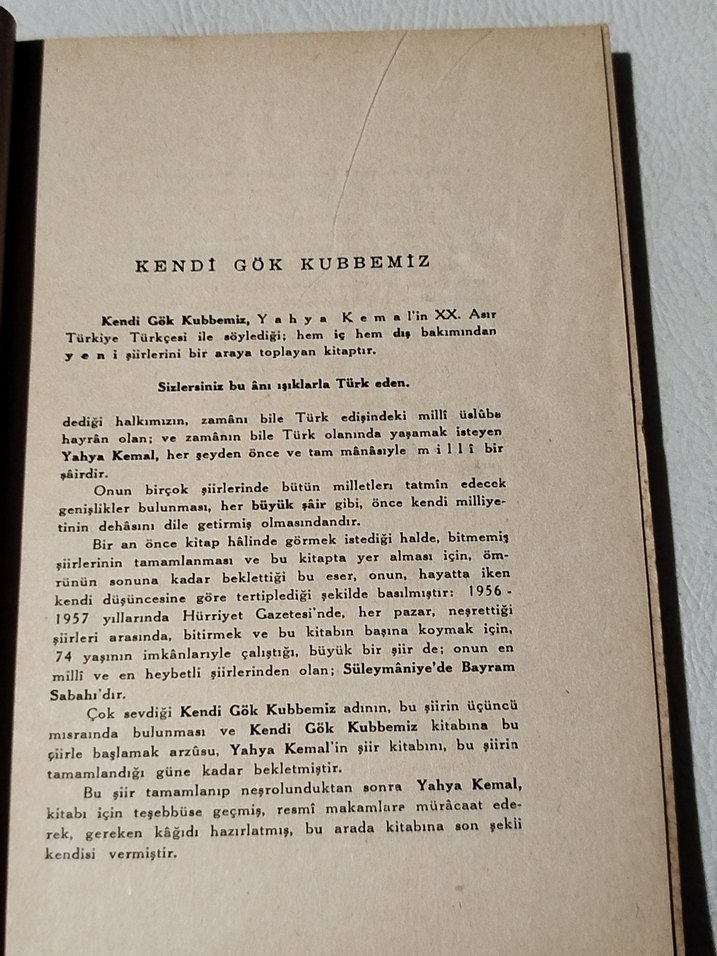 KENDİ GÖK KUBBEMİZ
Kendi Gök Kubbemiz, Y a h y a K e m a l'in XX. Asır
Türkiye Türkçesi ile söylediği; hem iç hem dış bakımından
y e n i şiirlerini bir araya toplayan kitaptır.
Sizlersiniz bu ânı ışıklarla Türk eden.
dediği halkımızın, zamânı bile Türk edişindeki millî üslûba
hayrân olan; ve zamânın bile Türk olanında yaşamak isteyen
Yahya Kemal, her şeyden önce ve tam mânâsıyle m i l l î bir
şâirdir.
Onun birçok şiirlerinde bütün milletleri tatmîn edecek
genişlikler bulunması, her büyük şâir gibi, önce kendi milliye-
tinin dehâsını dile getirmiş olmasındandır.
Bir an önce kitap hâlinde görmek istediği halde, bitmemiş
şiirlerinin tamamlanması ve bu kitapta yer alması için, öm-
rünün sonuna kadar beklettiği bu eser, onun, hayatta iken
kendi düşüncesine göre tertiplediği şekilde basılmıştır: 1956 -
1957 yıllarında Hürriyet Gazetesi'nde, her pazar, neşrettiği
şiirleri arasında, bitirmek ve bu kitabın başına koymak için,
74 yaşının imkânlarıyle çalıştığı, büyük bir şiir de; onun en
millî ve en heybetli şiirlerinden olan; Süleymâniye'de Bayram
Sabahı'dır.
Çok sevdiği Kendi Gök Kubbemiz adının, bu şiirin üçüncü
mısraında bulunması ve Kendi Gök Kubbemiz kitabına bu
şiirle başlamak arzûsu, Yahya Kemal'in şiir kitabını, bu şiirin
tamamlandığı güne kadar bekletmiştir.
Bu şiir tamamlanıp neşrolunduktan sonra Yahya Kemal,
kitabı için teşebbüse geçmiş, resmî makamlara mürâcaat ede-
rek, gereken kâğıdı hazırlatmış, bu arada kitabına son şekli
kendisi vermiştir.